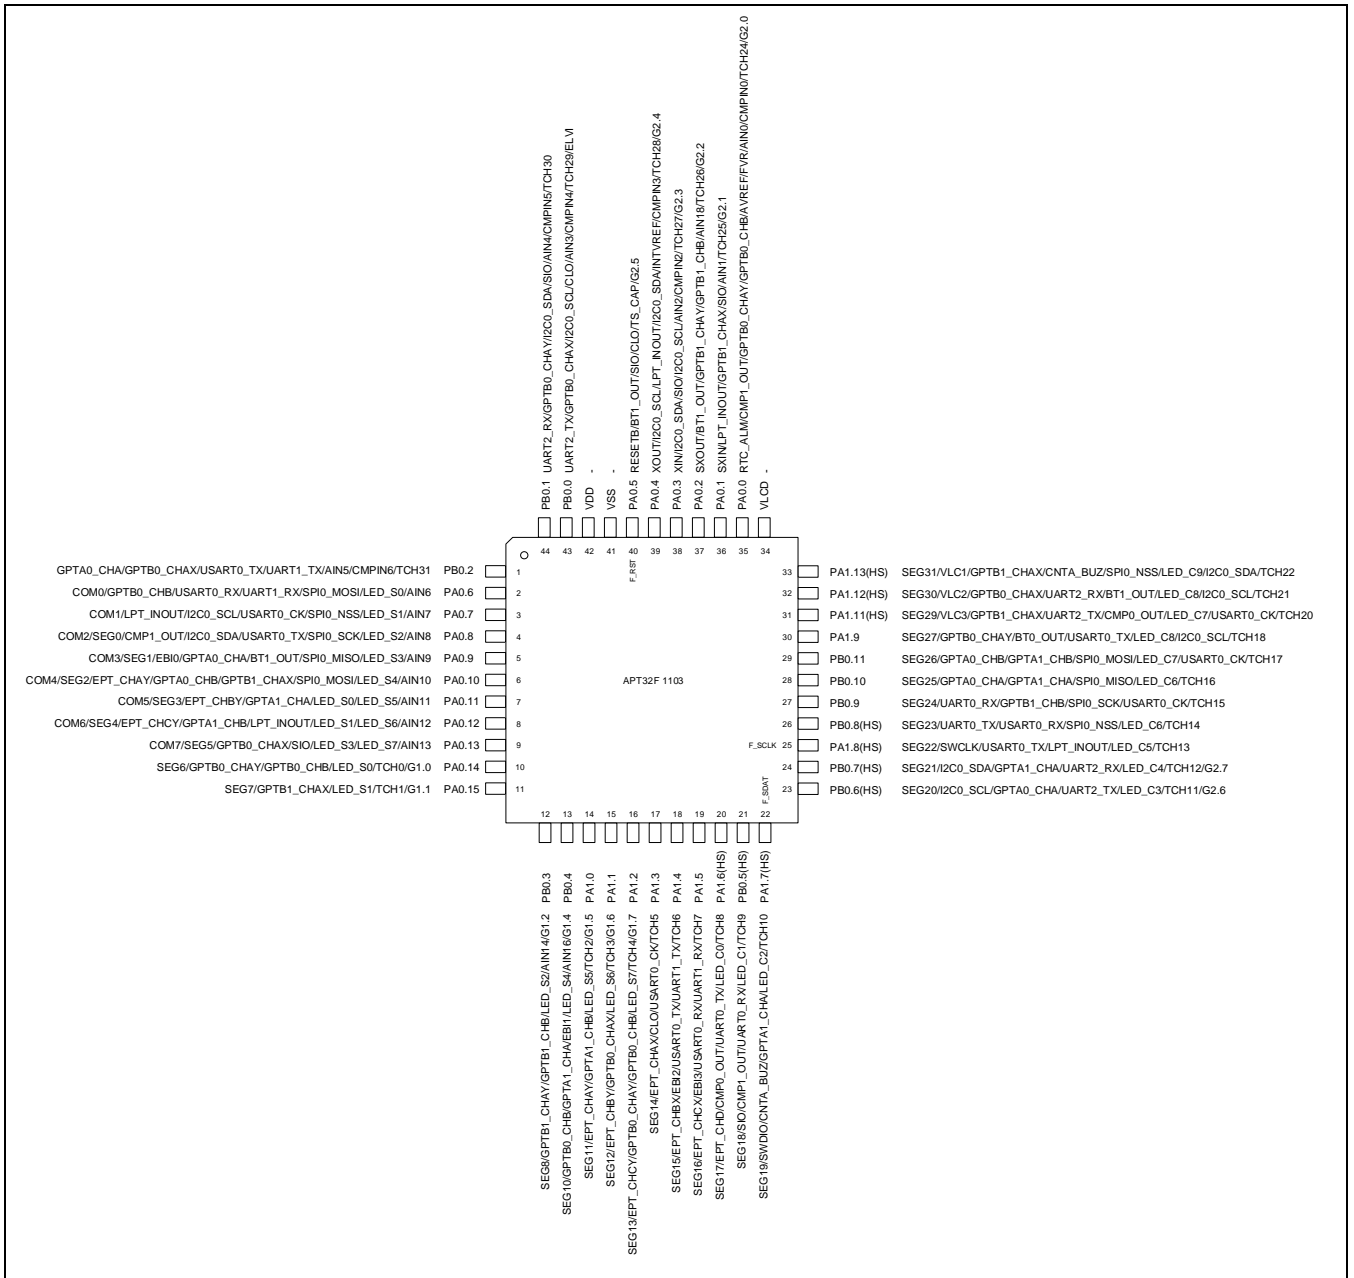 PB0.1 UART2_RX/GPTB0_CHAY/I2C0_SDA/SIO/AIN4/CMPIN5/TCH30
PB0.0 UART2_TX/GPTB0_CHAX/I2C0_SCL/CLO/AIN3/CMPIN4/TCH29/ELVI
VDD -
VSS -
PA0.5 RESETB/BT1_OUT/SIO/CLO/TS_CAP/G2.5
PA0.4 XOUT/I2C0_SCL/LPT_INOUT/I2C0_SDA/INTVREF/CMPIN3/TCH28/G2.4
PA0.3 XIN/I2C0_SDA/SIO/I2C0_SCL/AIN2/CMPIN2/TCH27/G2.3
PA0.2 SXOUT/BT1_OUT/GPTB1_CHAY/GPTB1_CHB/AIN18/TCH26/G2.2
PA0.1 SXIN/LPT_INOUT/GPTB1_CHAX/SIO/AIN1/TCH25/G2.1
PA0.0 RTC_ALM/CMP1_OUT/GPTB0_CHAY/GPTB0_CHB/AVREF/FVR/AIN0/CMPIN0/TCH24/G2.0
VLCD -
44 43 42 41 40 39 38 37 36 35 34
F_RST
GPTA0_CHA/GPTB0_CHAX/USART0_TX/UART1_TX/AIN5/CMPIN6/TCH31 PB0.2 1
COM0/GPTB0_CHB/USART0_RX/UART1_RX/SPI0_MOSI/LED_S0/AIN6 PA0.6 2
COM1/LPT_INOUT/I2C0_SCL/USART0_CK/SPI0_NSS/LED_S1/AIN7 PA0.7 3
COM2/SEG0/CMP1_OUT/I2C0_SDA/USART0_TX/SPI0_SCK/LED_S2/AIN8 PA0.8 4
COM3/SEG1/EBI0/GPTA0_CHA/BT1_OUT/SPI0_MISO/LED_S3/AIN9 PA0.9 5
COM4/SEG2/EPT_CHAY/GPTA0_CHB/GPTB1_CHAX/SPI0_MOSI/LED_S4/AIN10 PA0.10 6
COM5/SEG3/EPT_CHBY/GPTA1_CHA/LED_S0/LED_S5/AIN11 PA0.11 7
COM6/SEG4/EPT_CHCY/GPTA1_CHB/LPT_INOUT/LED_S1/LED_S6/AIN12 PA0.12 8
COM7/SEG5/GPTB0_CHAX/SIO/LED_S3/LED_S7/AIN13 PA0.13 9
SEG6/GPTB0_CHAY/GPTB0_CHB/LED_S0/TCH0/G1.0 PA0.14 10
SEG7/GPTB1_CHAX/LED_S1/TCH1/G1.1 PA0.15 11
APT32F 1103
33 PA1.13(HS) SEG31/VLC1/GPTB1_CHAX/CNTA_BUZ/SPI0_NSS/LED_C9/I2C0_SDA/TCH22
32 PA1.12(HS) SEG30/VLC2/GPTB0_CHAX/UART2_RX/BT1_OUT/LED_C8/I2C0_SCL/TCH21
31 PA1.11(HS) SEG29/VLC3/GPTB1_CHAX/UART2_TX/CMP0_OUT/LED_C7/USART0_CK/TCH20
30 PA1.9 SEG27/GPTB0_CHAY/BT0_OUT/USART0_TX/LED_C8/I2C0_SCL/TCH18
29 PB0.11 SEG26/GPTA0_CHB/GPTA1_CHB/SPI0_MOSI/LED_C7/USART0_CK/TCH17
28 PB0.10 SEG25/GPTA0_CHA/GPTA1_CHA/SPI0_MISO/LED_C6/TCH16
27 PB0.9 SEG24/UART0_RX/GPTB1_CHB/SPI0_SCK/USART0_CK/TCH15
26 PB0.8(HS) SEG23/UART0_TX/USART0_RX/SPI0_NSS/LED_C6/TCH14
F_SCLK 25 PA1.8(HS) SEG22/SWCLK/USART0_TX/LPT_INOUT/LED_C5/TCH13
24 PB0.7(HS) SEG21/I2C0_SDA/GPTA1_CHA/UART2_RX/LED_C4/TCH12/G2.7
23 PB0.6(HS) SEG20/I2C0_SCL/GPTA0_CHA/UART2_TX/LED_C3/TCH11/G2.6
F_SDAT
12 13 14 15 16 17 18 19 20 21 22
SEG8/GPTB1_CHAY/GPTB1_CHB/LED_S2/AIN14/G1.2 PB0.3
SEG10/GPTB0_CHB/GPTA1_CHA/EBI1/LED_S4/AIN16/G1.4 PB0.4
SEG11/EPT_CHAY/GPTA1_CHB/LED_S5/TCH2/G1.5 PA1.0
SEG12/EPT_CHBY/GPTB0_CHAX/LED_S6/TCH3/G1.6 PA1.1
SEG13/EPT_CHCY/GPTB0_CHAY/GPTB0_CHB/LED_S7/TCH4/G1.7 PA1.2
SEG14/EPT_CHAX/CLO/USART0_CK/TCH5 PA1.3
SEG15/EPT_CHBX/EBI2/USART0_TX/UART1_TX/TCH6 PA1.4
SEG16/EPT_CHCX/EBI3/USART0_RX/UART1_RX/TCH7 PA1.5
SEG17/EPT_CHD/CMP0_OUT/UART0_TX/LED_C0/TCH8 PA1.6(HS)
SEG18/SIO/CMP1_OUT/UART0_RX/LED_C1/TCH9 PB0.5(HS)
SEG19/SWDIO/CNTA_BUZ/GPTA1_CHA/LED_C2/TCH10 PA1.7(HS)